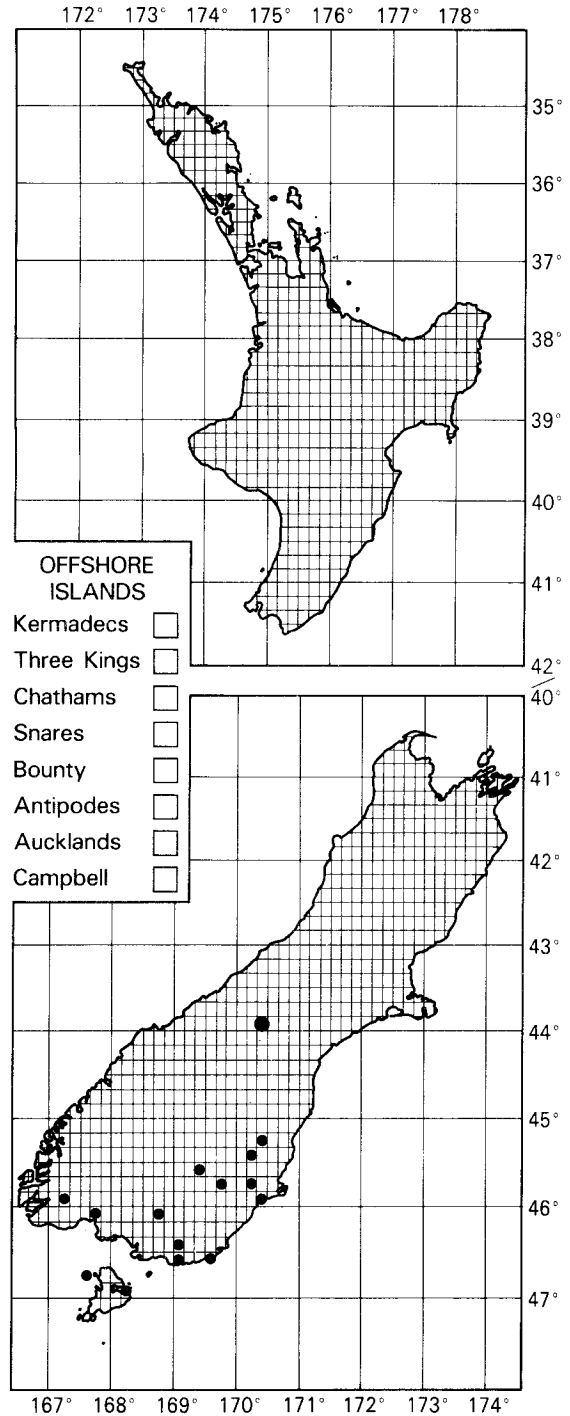 172° 173° 174° 175° 176° 177° 178°
35°
36°
37°
38°
39°
40°
41°
42°
OFFSHORE
ISLANDS
Kermadecs
Three Kings
Chathams
Snares
Bounty
Antipodes
Aucklands
Campbell
40°
41°
42°
43°
44°
45°
46°
47°
167° 168° 169° 170° 171° 172° 173° 174°